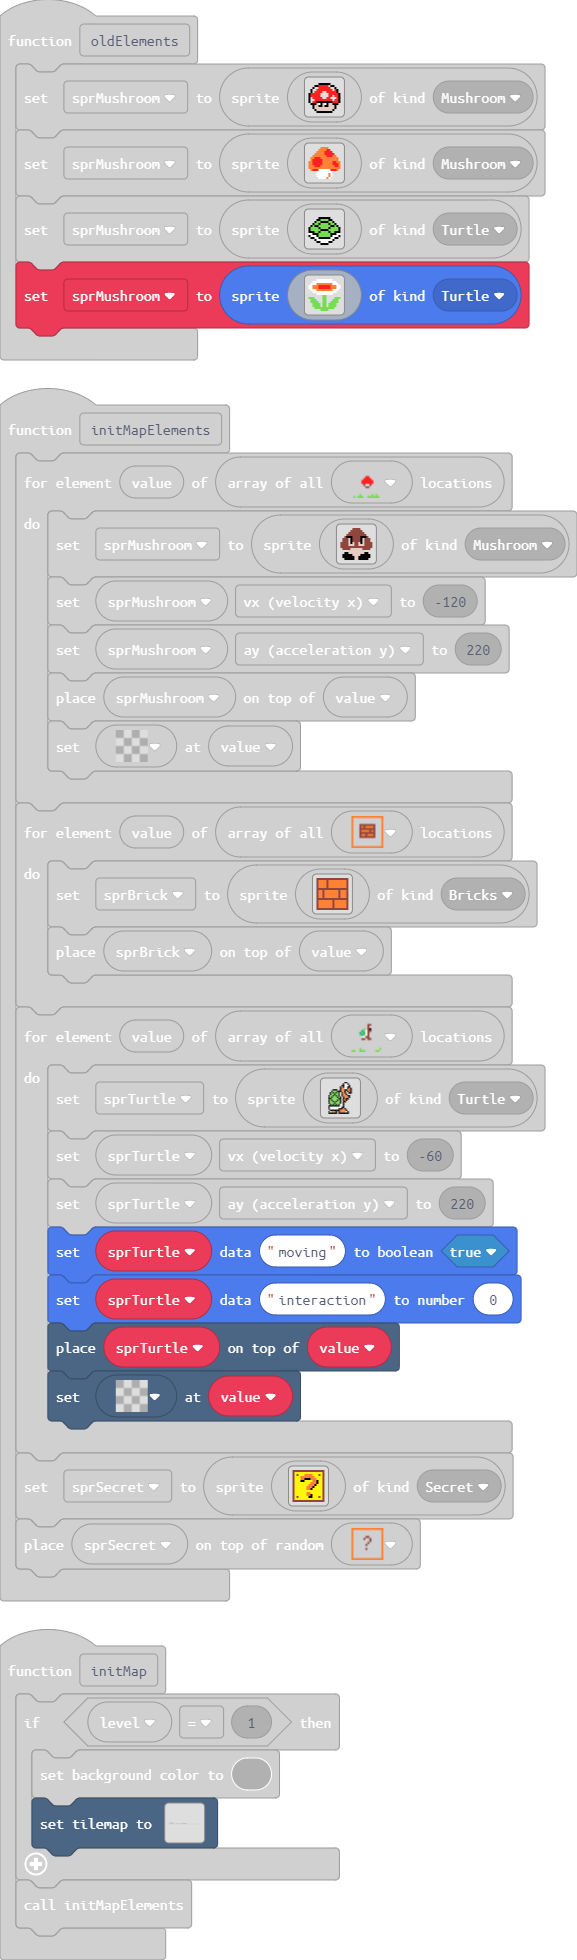 function oldElements
set sprMushroom to sprite of kind Mushroom
set sprMushroom to sprite of kind Mushroom
set sprMushroom to sprite of kind Turtle
set sprMushroom to sprite of kind Turtle
function initMapElements
for element value of array of all locations
do
set sprMushroom to sprite of kind Mushroom
set sprMushroom vx (velocity x) to -120
set sprMushroom ay (acceleration y) to 220
place sprMushroom on top of value
set at value
for element value of array of all locations
do
set sprBrick to sprite of kind Bricks
place sprBrick on top of value
for element value of array of all locations
do
set sprTurtle to sprite of kind Turtle
set sprTurtle vx (velocity x) to -60
set sprTurtle ay (acceleration y) to 220
set sprTurtle data "moving" to boolean true
set sprTurtle data "interaction" to number 0
place sprTurtle on top of value
set at value
set sprSecret to sprite ? of kind Secret
place sprSecret on top of random ?
function initMap
if level = 1 then
set background color to
set tilemap to
call initMapElements